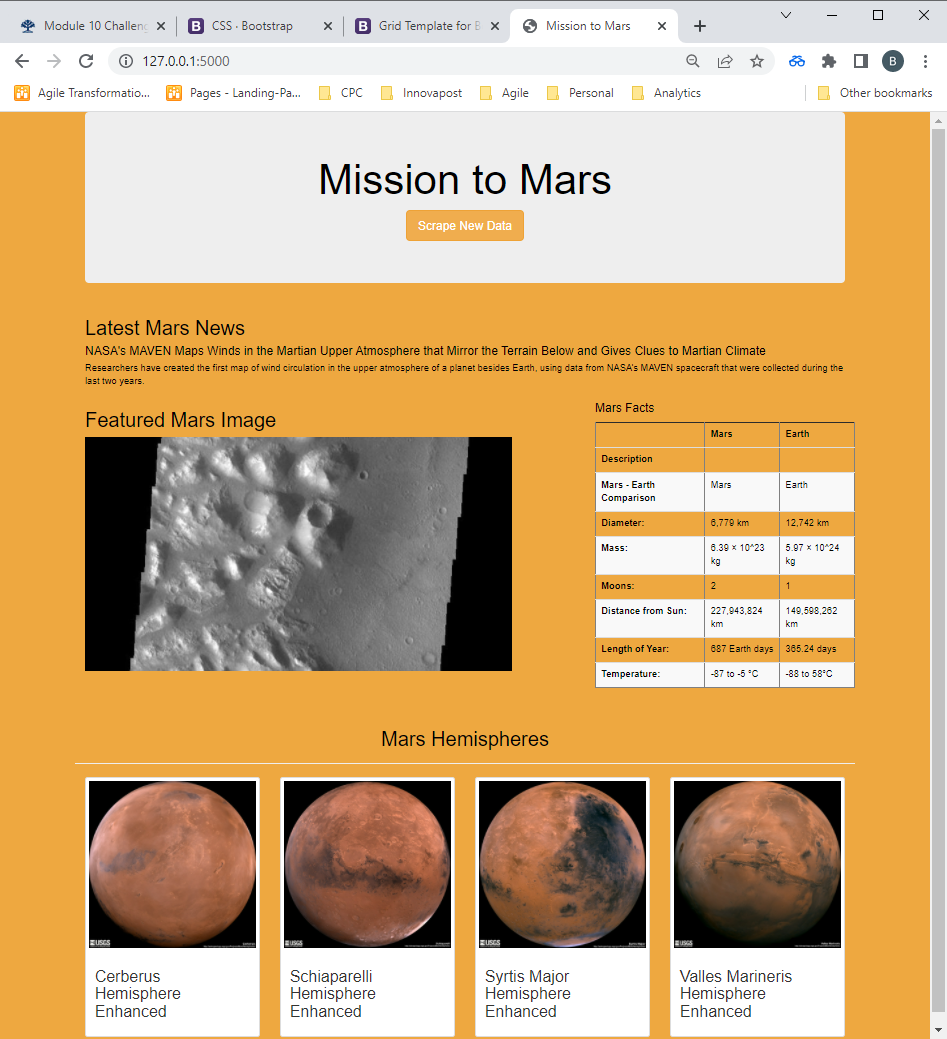 Module 10 Challeng
CSS · Bootstrap
Grid Template for B
Mission to Mars
127.0.0.1:5000
B
Agile Transformatio...
Pages - Landing-Pa...
CPC
Innovapost
Agile
Personal
Analytics
Other bookmarks
Mission to Mars
Scrape New Data
Latest Mars News
NASA's MAVEN Maps Winds in the Martian Upper Atmosphere that Mirror the Terrain Below and Gives Clues to Martian Climate
Researchers have created the first map of wind circulation in the upper atmosphere of a planet besides Earth, using data from NASA's MAVEN spacecraft that were collected during the
last two years.
Featured Mars Image
Mars Facts
Mars Earth
Description
Mars - Earth
Comparison
Mars Earth
Diameter: 6,779 km 12,742 km
Mass: 6.39 × 10^23
kg
5.97 × 10^24
kg
Moons: 2 1
Distance from Sun: 227,943,824
km
149,598,262
km
Length of Year: 687 Earth days 365.24 days
Temperature: -87 to -5 °C -88 to 58°C
Mars Hemispheres
USGS
USGS
USGS
USGS
Cerberus
Hemisphere
Enhanced
Schiaparelli
Hemisphere
Enhanced
Syrtis Major
Hemisphere
Enhanced
Valles Marineris
Hemisphere
Enhanced